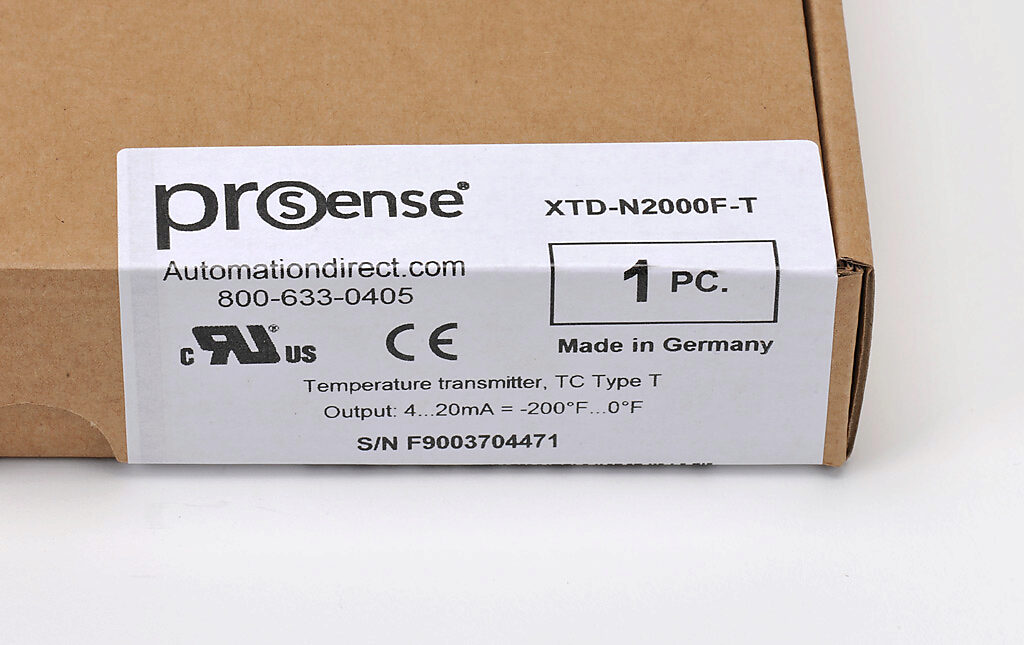 prosense®
XTD-N2000F-T
Automationdirect.com
800-633-0405
1 PC.
c RU® US
CE
Made in Germany
Temperature transmitter, TC Type T
Output: 4...20mA = -200°F...0°F
S/N F9003704471